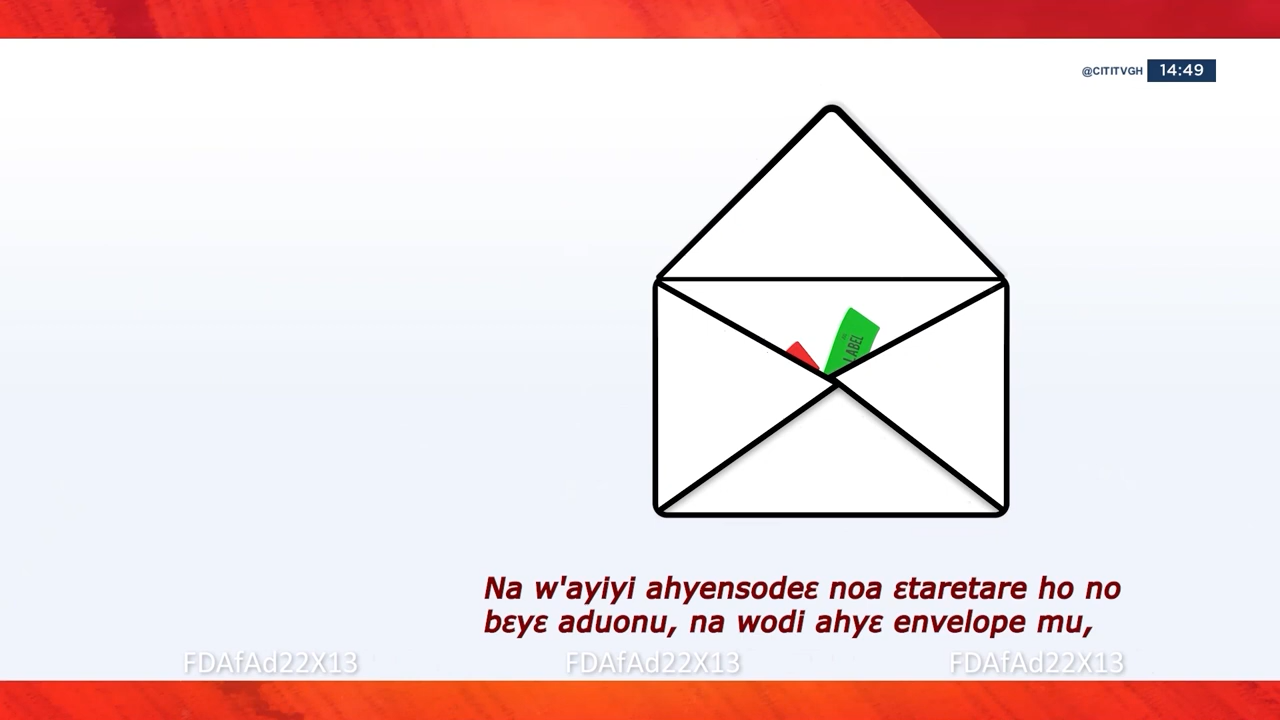 @CITITVGH 14:49
LABEL
Na w'ayiyi ahyensodeɛ noa ɛtaretare ho no
bɛyɛ aduonu, na wodi ahyɛ envelope mu,
FDAfAd22X13 FDAfAd22X13 FDAfAd22X13